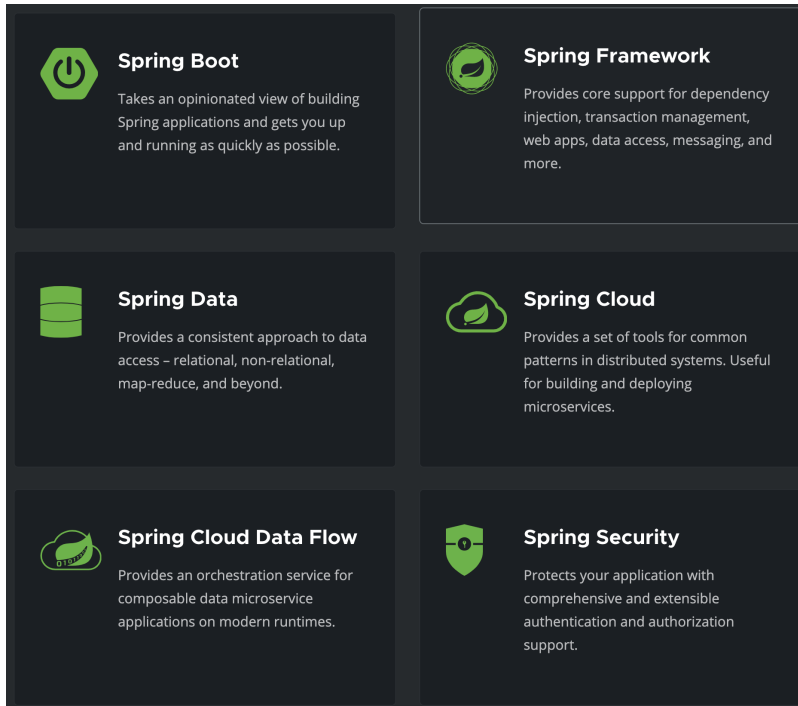 Spring Boot
Takes an opinionated view of building
Spring applications and gets you up
and running as quickly as possible.
Spring Framework
Provides core support for dependency
injection, transaction management,
web apps, data access, messaging, and
more.
Spring Data
Provides a consistent approach to data
access – relational, non-relational,
map-reduce, and beyond.
Spring Cloud
Provides a set of tools for common
patterns in distributed systems. Useful
for building and deploying
microservices.
Spring Cloud Data Flow
Provides an orchestration service for
composable data microservice
applications on modern runtimes.
Spring Security
Protects your application with
comprehensive and extensible
authentication and authorization
support.